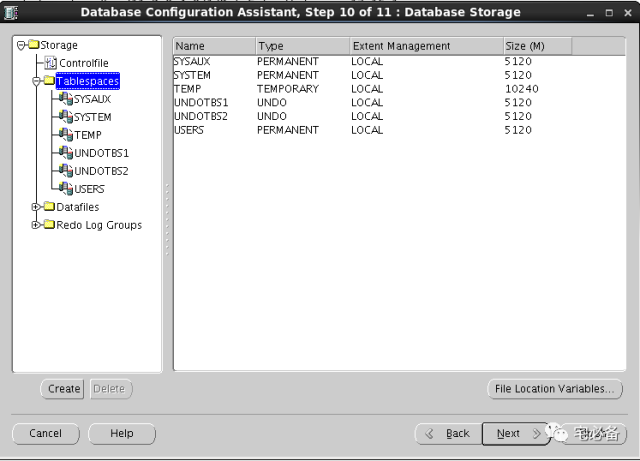 Database Configuration Assistant, Step 10 of 11 : Database Storage
Storage
Controlfile
Tablespaces
SYSAUX
SYSTEM
TEMP
UNDOTBS1
UNDOTBS2
USERS
Datafiles
Redo Log Groups
Name Type Extent Management Size (M)
SYSAUX PERMANENT LOCAL 5120
SYSTEM PERMANENT LOCAL 5120
TEMP TEMPORARY LOCAL 10240
UNDOTBS1 UNDO LOCAL 5120
UNDOTBS2 UNDO LOCAL 5120
USERS PERMANENT LOCAL 5120
Create Delete File Location Variables...
Cancel Help Back Next 宅必备